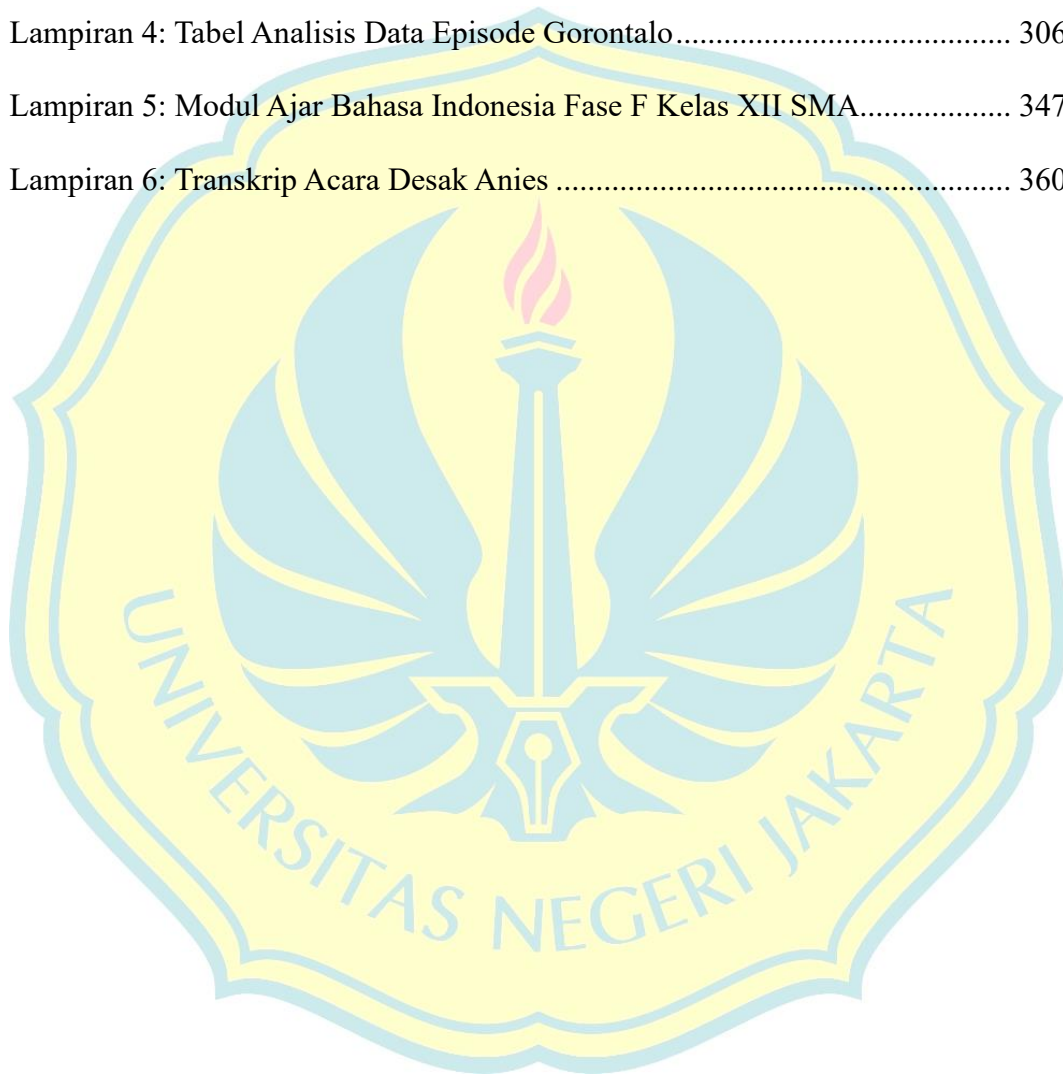 Lampiran 4: Tabel Analisis Data Episode Gorontalo..................................... 306
Lampiran 5: Modul Ajar Bahasa Indonesia Fase F Kelas XII SMA.................. 347
Lampiran 6: Transkrip Acara Desak Anies ................................................ 360
UNIVERSITAS NEGERI JAKARTA